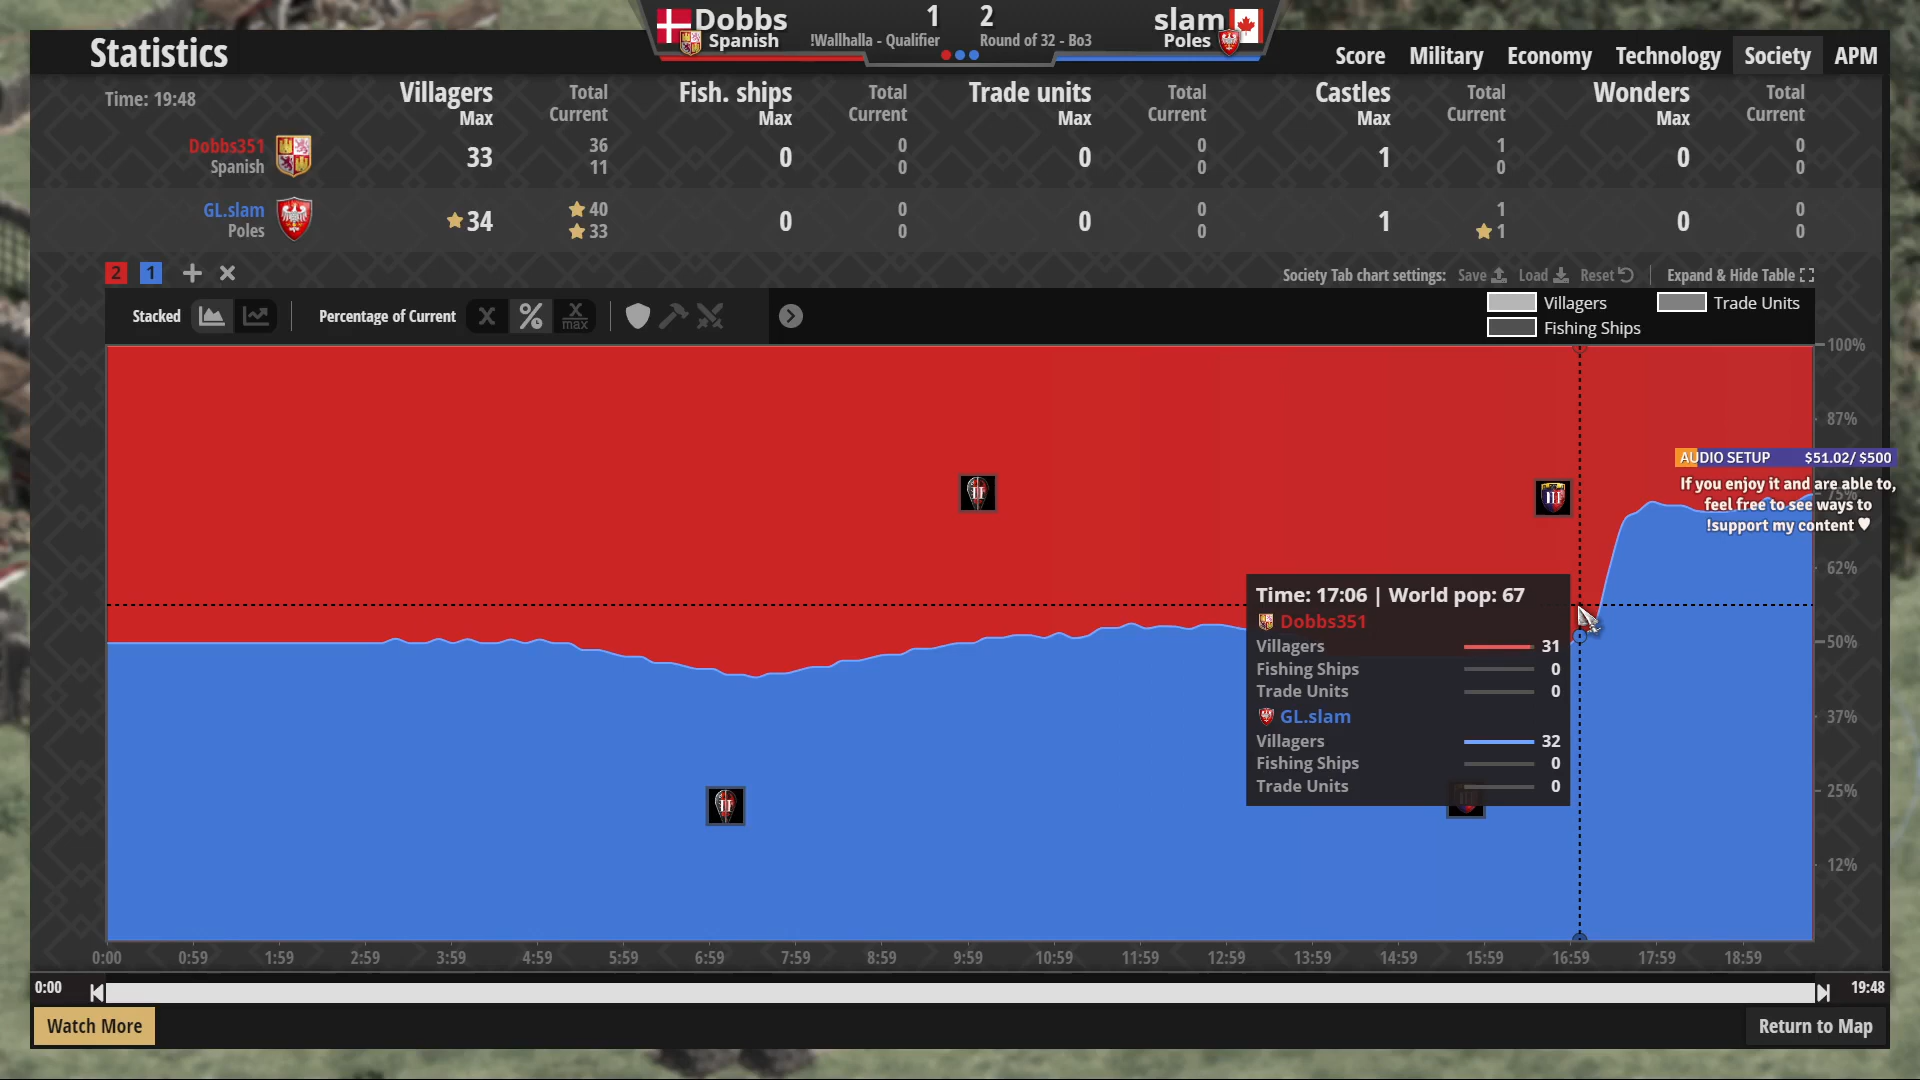 Dobbs
Spanish
1
2
!Wallhalla - Qualifier
Round of 32 - Bo3
slam
Poles
Statistics
Score
Military
Economy
Technology
Society
APM
Time: 19:48
Villagers
Max
Total
Current
Fish. ships
Max
Total
Current
Trade units
Max
Total
Current
Castles
Max
Total
Current
Wonders
Max
Total
Current
Dobbs351
Spanish
33
36
11
0
0
0
0
0
0
1
1
0
0
0
0
GL.slam
Poles
34
40
33
0
0
0
0
0
0
1
1
1
0
0
0
2
1
Society Tab chart settings:
Save
Load
Reset
Expand & Hide Table
Stacked
Percentage of Current
X
%
X
max
Villagers
Trade Units
Fishing Ships
100%
87%
AUDIO SETUP
$51.02/ $500
If you enjoy it and are able to,
75%
feel free to see ways to
!support my content ♥
62%
50%
37%
25%
12%
II
III
II
III
Time: 17:06 | World pop: 67
Dobbs351
Villagers
31
Fishing Ships
0
Trade Units
0
GL.slam
Villagers
32
Fishing Ships
0
Trade Units
0
0:00
0:59
1:59
2:59
3:59
4:59
5:59
6:59
7:59
8:59
9:59
10:59
11:59
12:59
13:59
14:59
15:59
16:59
17:59
18:59
0:00
19:48
Watch More
Return to Map